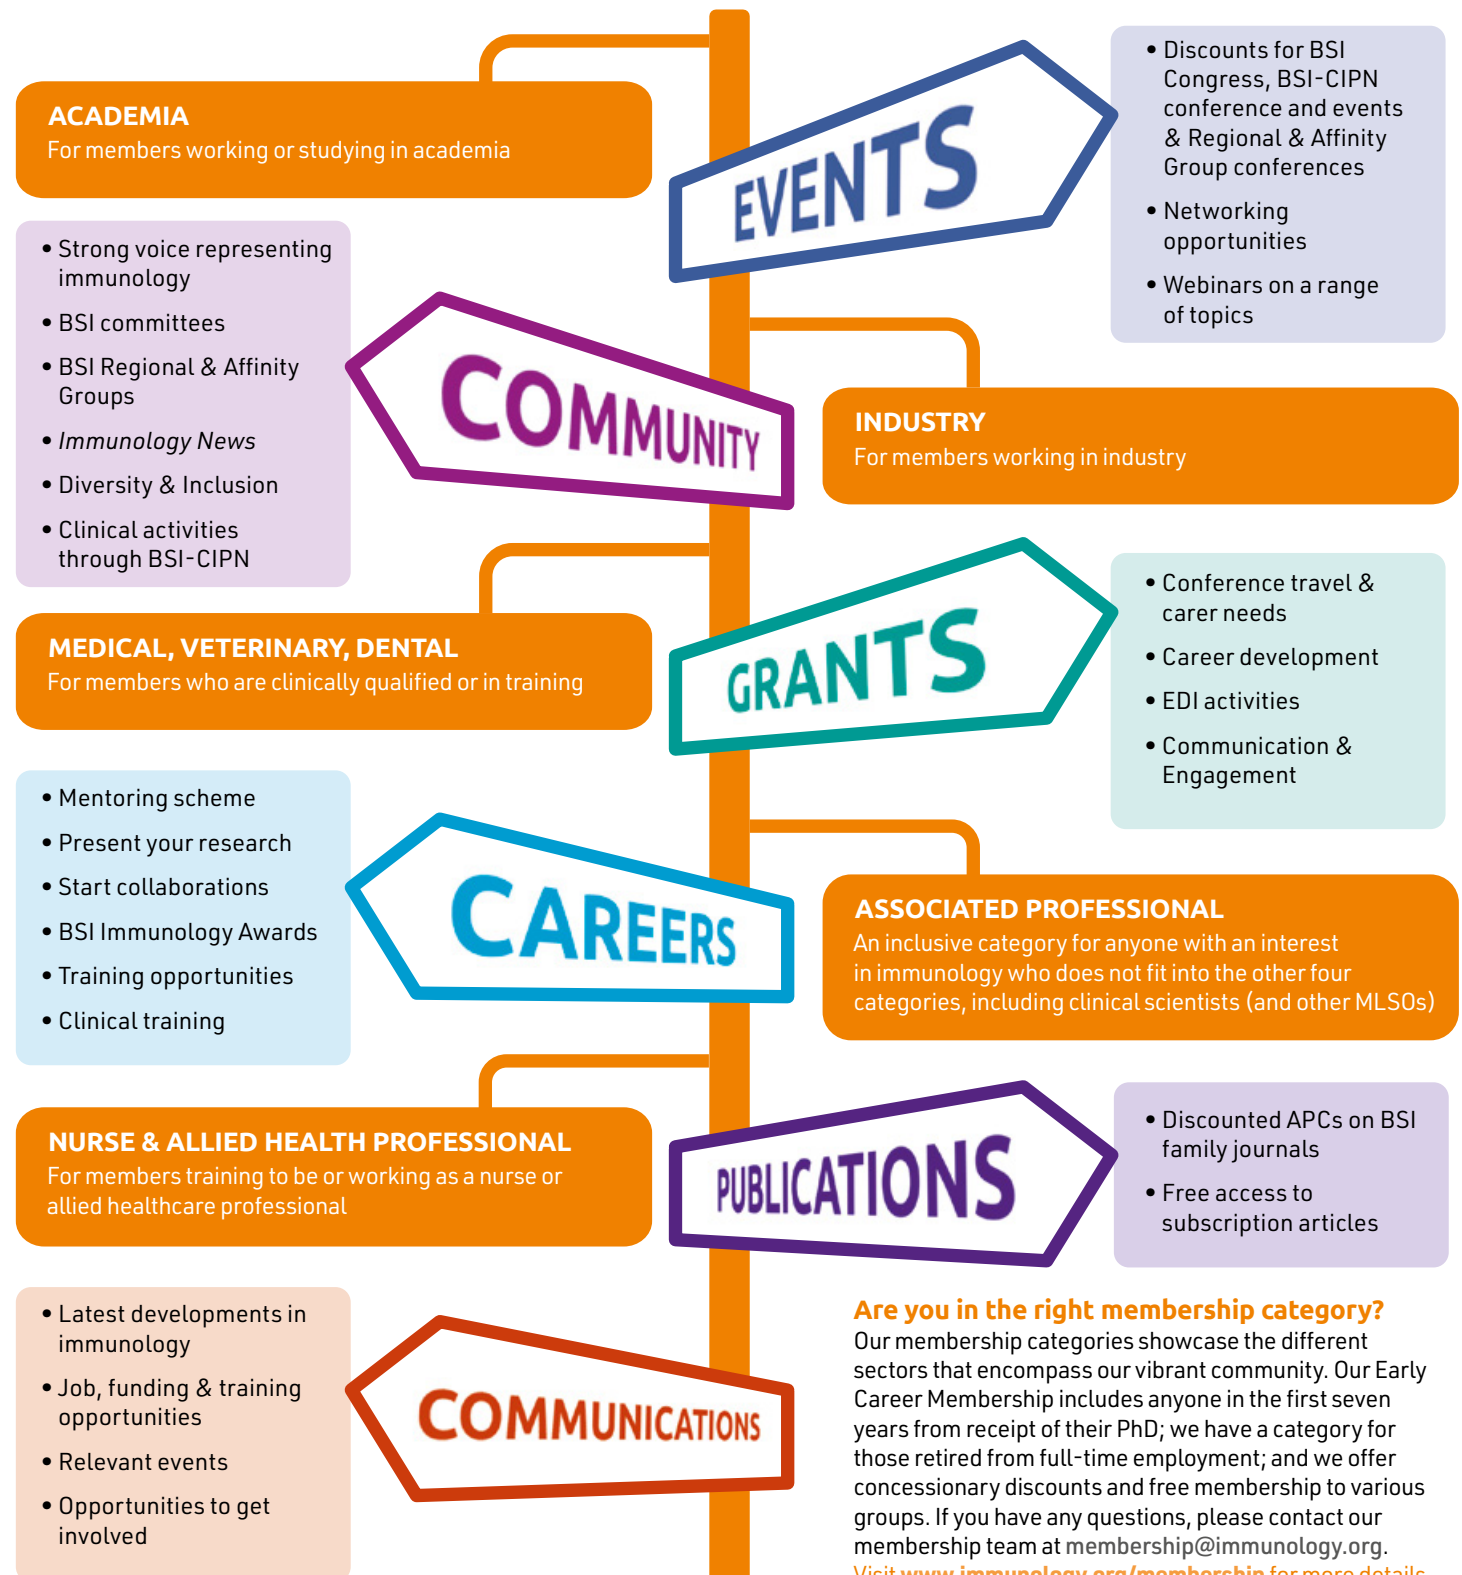 ACADEMIA
For members working or studying in academia
EVENTS
• Discounts for BSI
Congress, BSI-CIPN
conference and events
& Regional & Affinity
Group conferences
• Networking
opportunities
• Webinars on a range
of topics
• Strong voice representing
immunology
• BSI committees
• BSI Regional & Affinity
Groups
• Immunology News
• Diversity & Inclusion
• Clinical activities
through BSI-CIPN
COMMUNITY
INDUSTRY
For members working in industry
MEDICAL, VETERINARY, DENTAL
For members who are clinically qualified or in training
GRANTS
• Conference travel &
carer needs
• Career development
• EDI activities
• Communication &
Engagement
• Mentoring scheme
• Present your research
• Start collaborations
• BSI Immunology Awards
• Training opportunities
• Clinical training
CAREERS
ASSOCIATED PROFESSIONAL
An inclusive category for anyone with an interest
in immunology who does not fit into the other four
categories, including clinical scientists (and other MLSOs)
NURSE & ALLIED HEALTH PROFESSIONAL
For members training to be or working as a nurse or
allied healthcare professional
PUBLICATIONS
• Discounted APCs on BSI
family journals
• Free access to
subscription articles
• Latest developments in
immunology
• Job, funding & training
opportunities
• Relevant events
• Opportunities to get
involved
COMMUNICATIONS
Are you in the right membership category?
Our membership categories showcase the different
sectors that encompass our vibrant community. Our Early
Career Membership includes anyone in the first seven
years from receipt of their PhD; we have a category for
those retired from full-time employment; and we offer
concessionary discounts and free membership to various
groups. If you have any questions, please contact our
membership team at membership@immunology.org.
Visit www.immunology.org/membership for more details